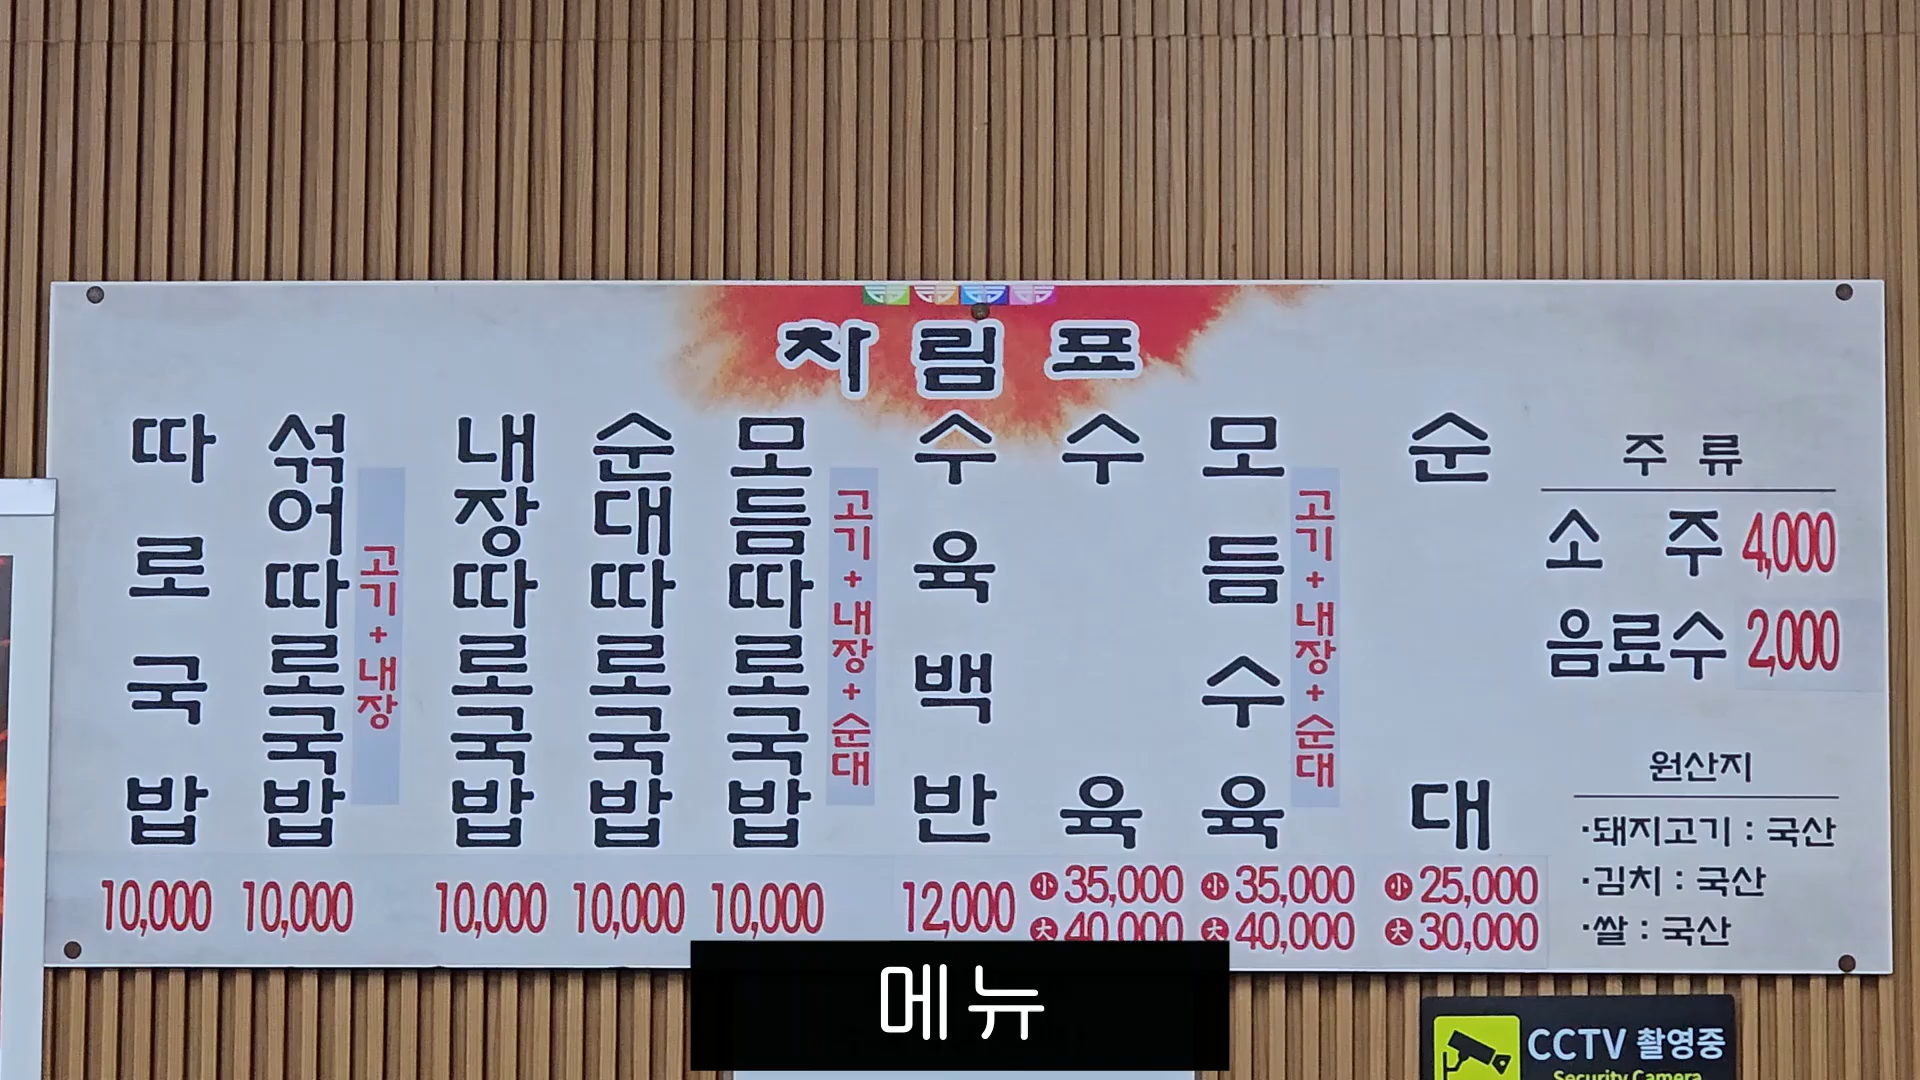 차림표
따로국밥
10,000
섞어따로국밥
고기+내장
10,000
내장따로국밥
10,000
순대따로국밥
10,000
모듬따로국밥
고기+내장+순대
10,000
수육백반
12,000
수육
小 35,000
大 40,000
모듬수육
고기+내장+순대
小 35,000
大 40,000
순대
小 25,000
大 30,000
주류
소주 4,000
음료수 2,000
원산지
·돼지고기 : 국산
·김치 : 국산
·쌀 : 국산
메뉴
CCTV 촬영중
Security Camera